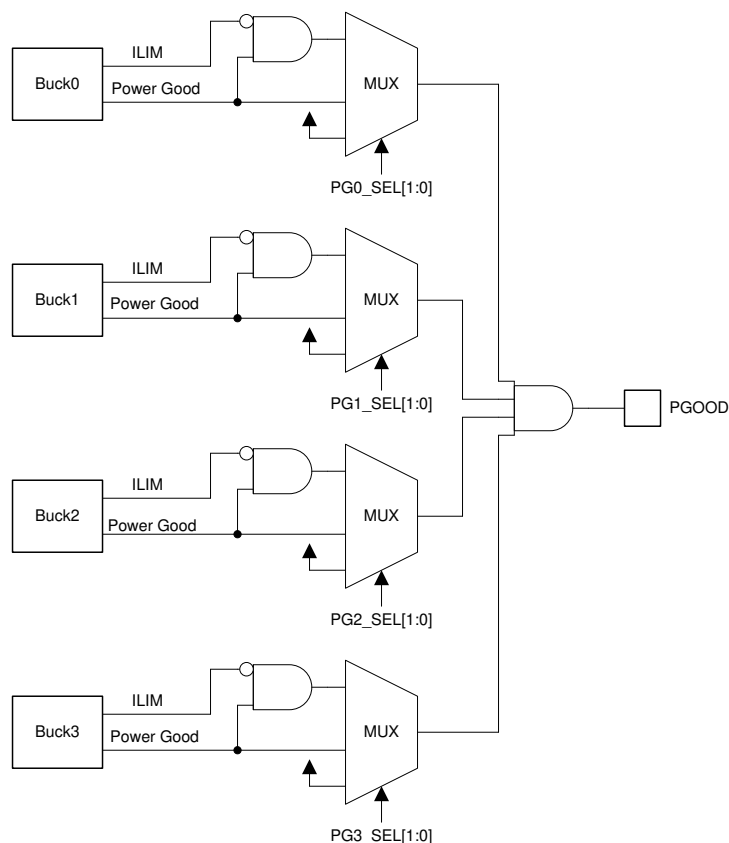 ILIM
Buck0
Power Good
MUX
PG0_SEL[1:0]
ILIM
Buck1
Power Good
MUX
PG1_SEL[1:0]
PGOOD
ILIM
Buck2
Power Good
MUX
PG2_SEL[1:0]
ILIM
Buck3
Power Good
MUX
PG3_SEL[1:0]